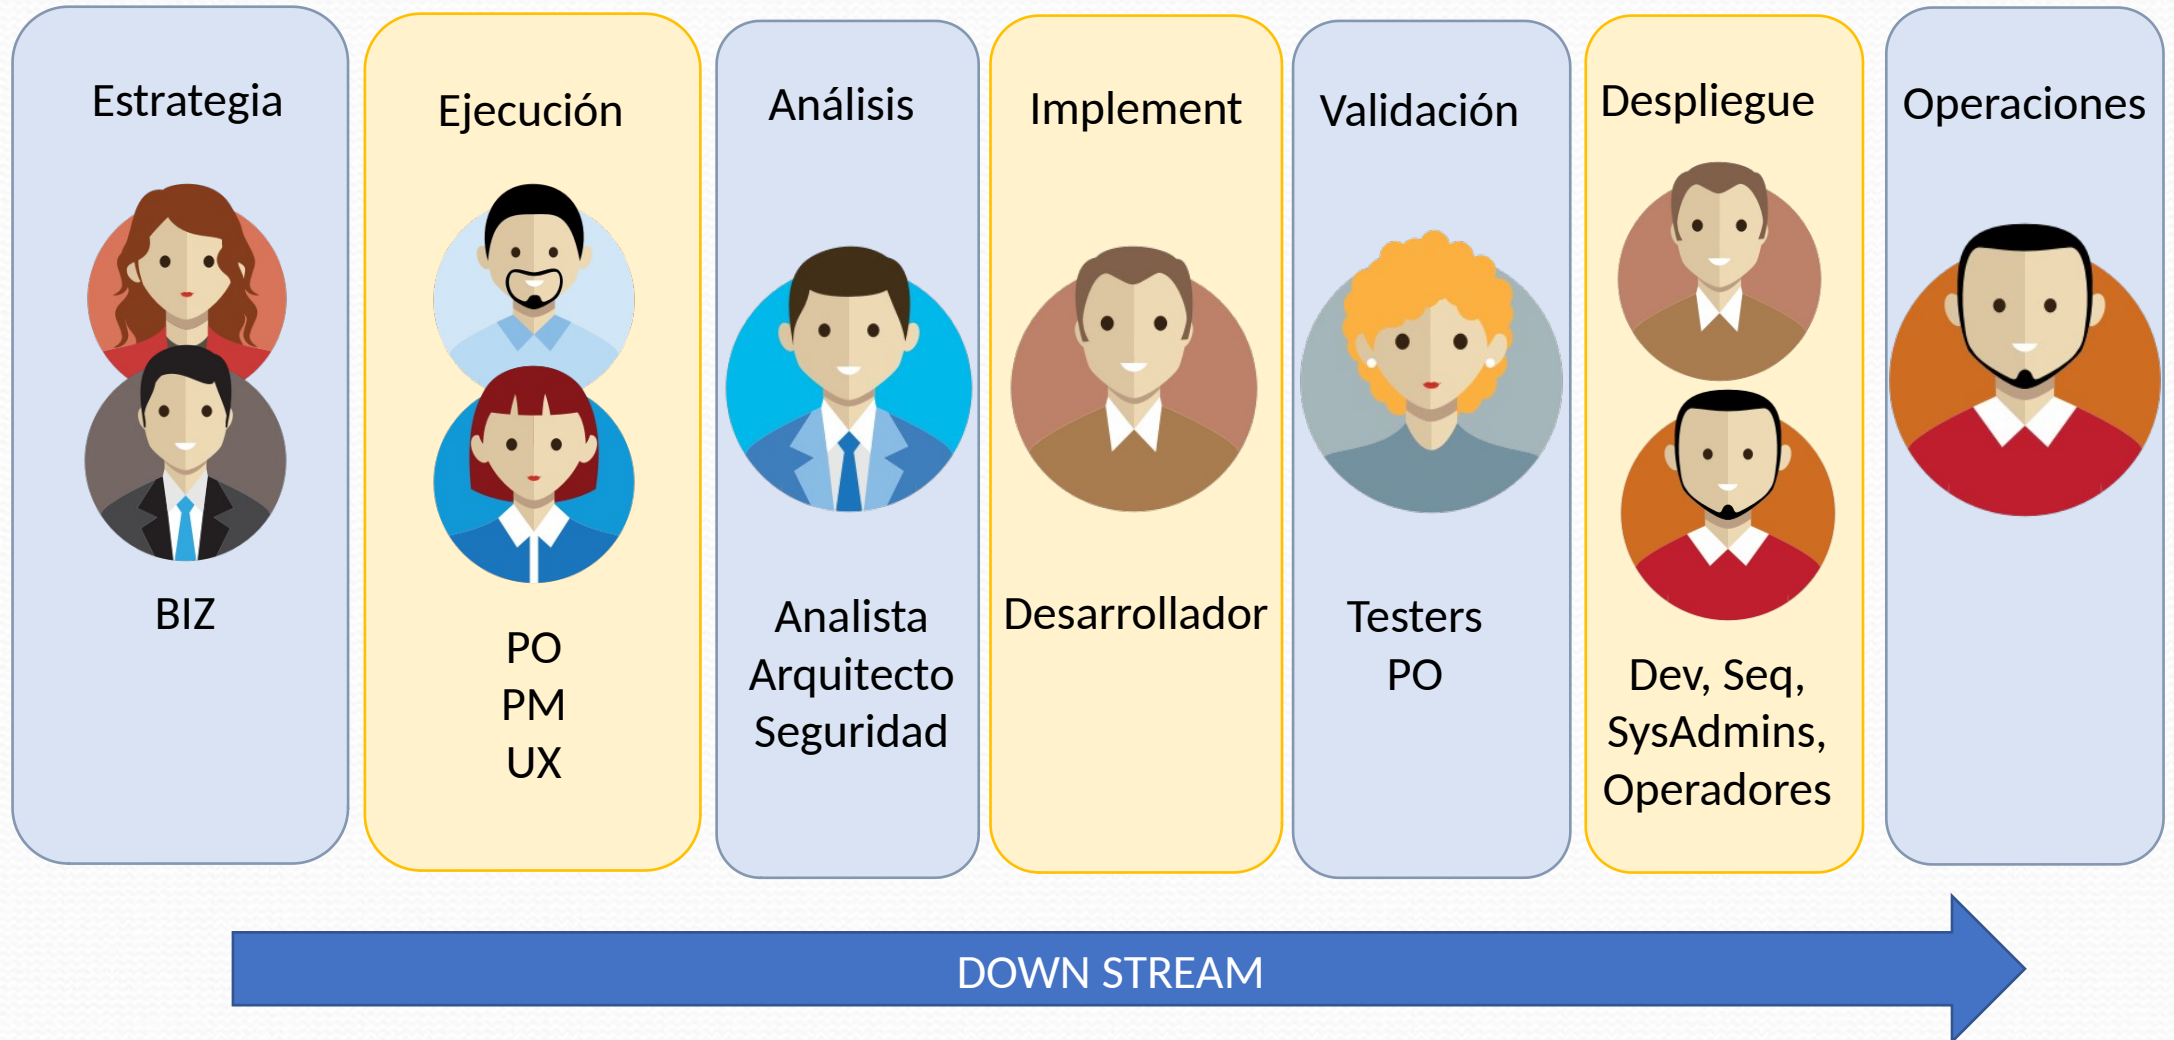 Estrategia
BIZ
Ejecución
PO
PM
UX
Análisis
Analista
Arquitecto
Seguridad
Implement
Desarrollador
Validación
Testers
PO
Despliegue
Dev, Seq,
SysAdmins,
Operadores
Operaciones
DOWN STREAM